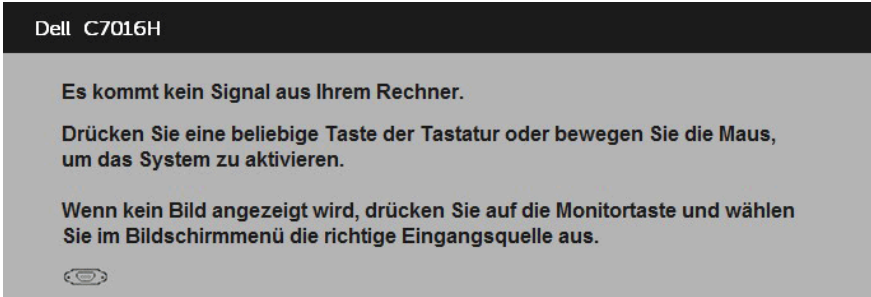 Dell C7016H
Es kommt kein Signal aus Ihrem Rechner.
Drücken Sie eine beliebige Taste der Tastatur oder bewegen Sie die Maus,
um das System zu aktivieren.
Wenn kein Bild angezeigt wird, drücken Sie auf die Monitortaste und wählen
Sie im Bildschirmmenü die richtige Eingangsquelle aus.